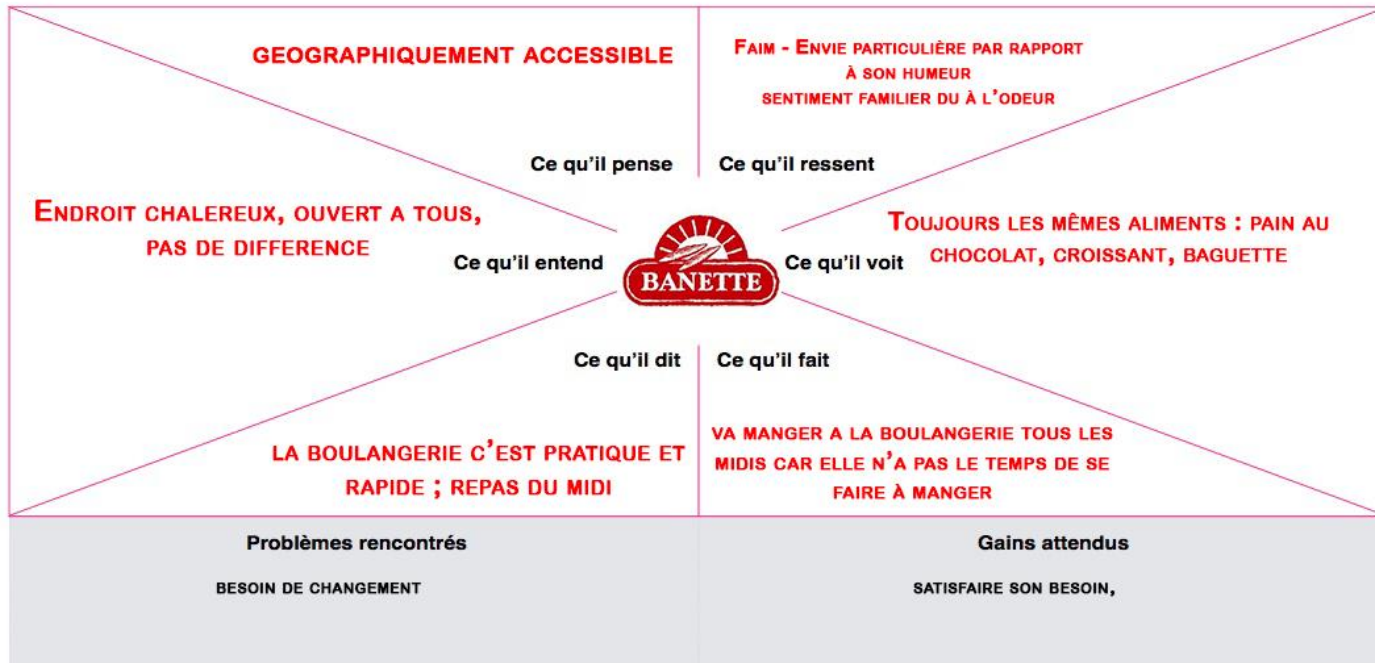 GEOGRAPHIQUEMENT ACCESSIBLE
FAIM - ENVIE PARTICULIÈRE PAR RAPPORT
À SON HUMEUR
SENTIMENT FAMILIER DU À L'ODEUR
Ce qu'il pense
Ce qu'il ressent
ENDROIT CHALEREUX, OUVERT A TOUS,
PAS DE DIFFERENCE
Ce qu'il entend
BANETTE
Ce qu'il voit
TOUJOURS LES MÊMES ALIMENTS : PAIN AU
CHOCOLAT, CROISSANT, BAGUETTE
Ce qu'il dit
Ce qu'il fait
LA BOULANGERIE C'EST PRATIQUE ET
RAPIDE ; REPAS DU MIDI
VA MANGER A LA BOULANGERIE TOUS LES
MIDIS CAR ELLE N'A PAS LE TEMPS DE SE
FAIRE À MANGER
Problèmes rencontrés
BESOIN DE CHANGEMENT
Gains attendus
SATISFAIRE SON BESOIN,